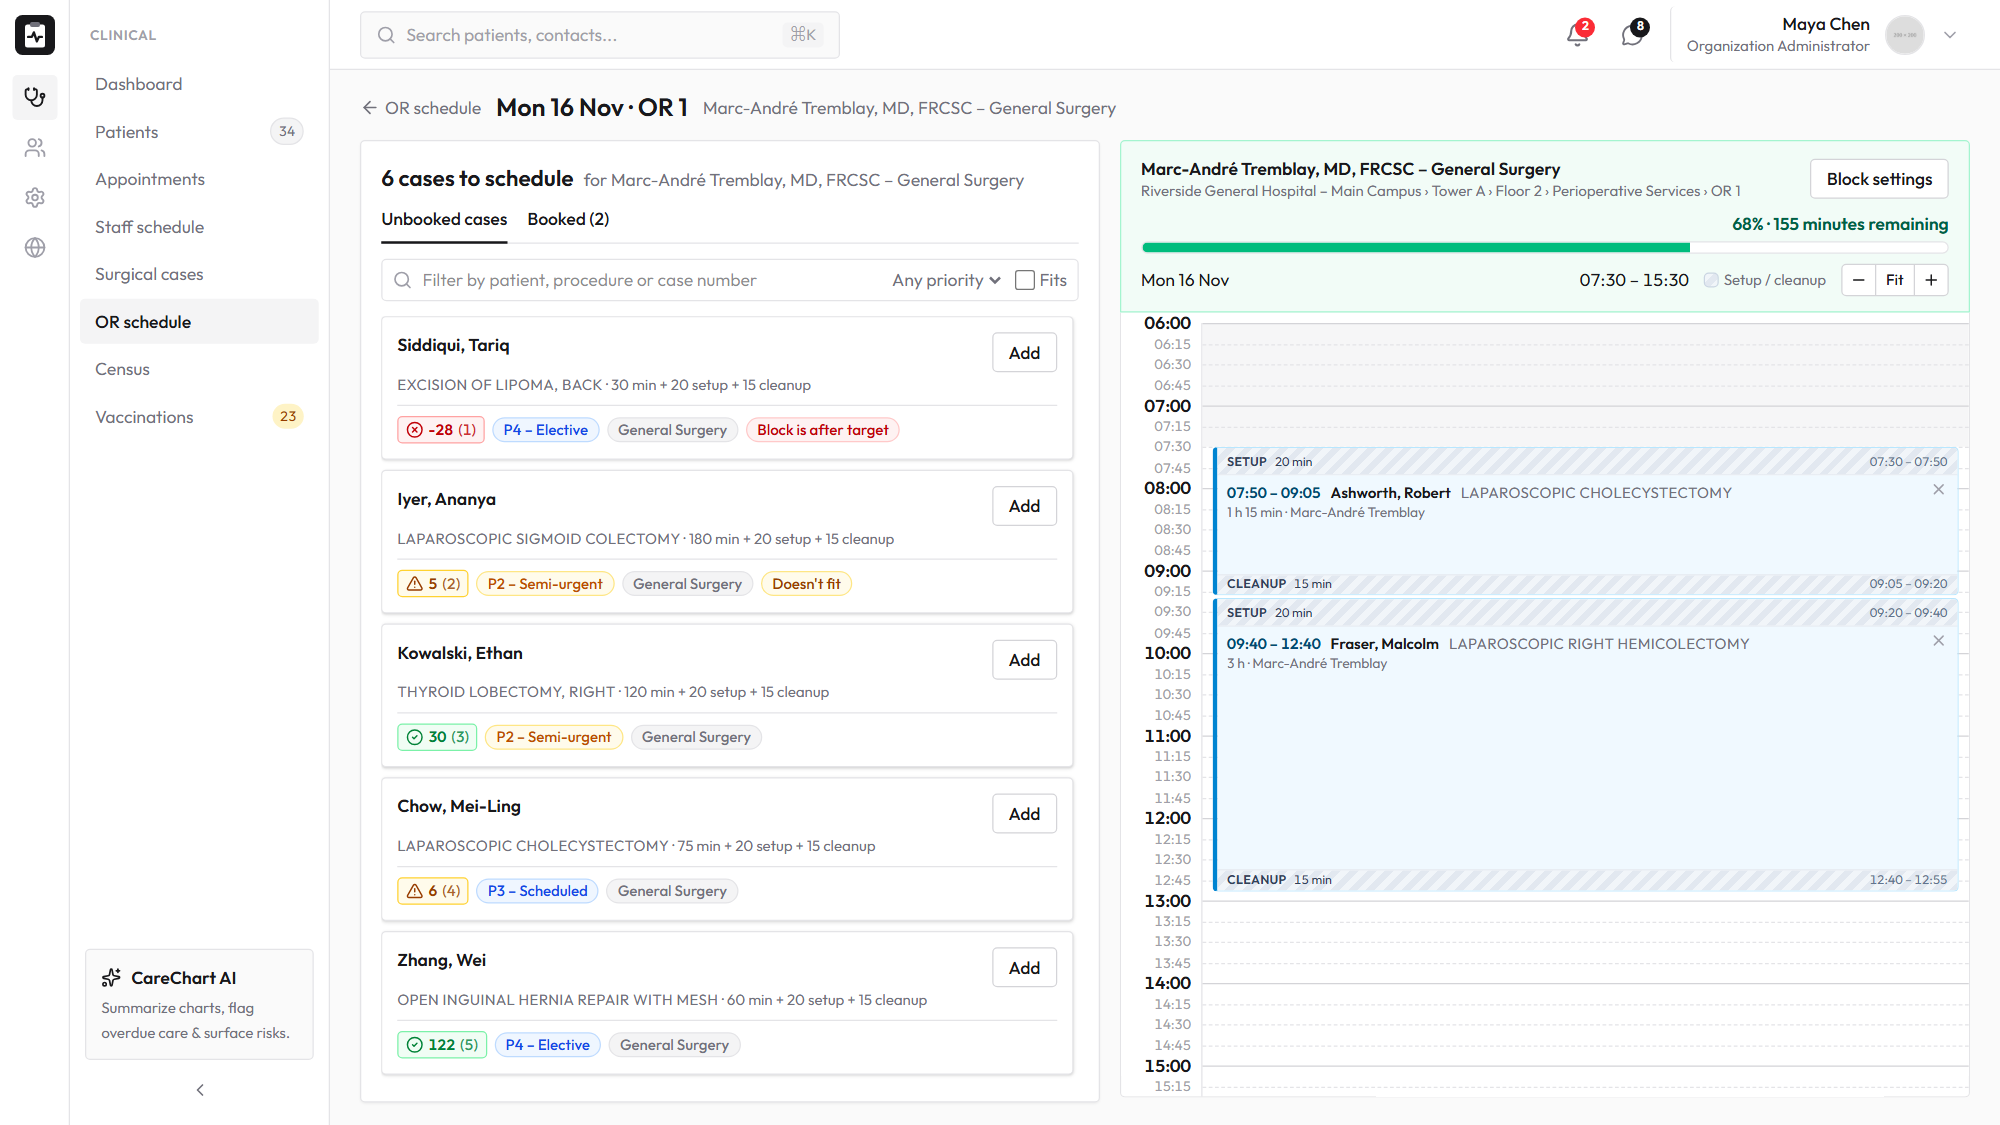 CLINICAL
Dashboard
Patients 34
Appointments
Staff schedule
Surgical cases
OR schedule
Census
Vaccinations 23
CareChart AI
Summarize charts, flag
overdue care & surface risks.
Search patients, contacts... ⌘K
2
8
Maya Chen
Organization Administrator
OR schedule Mon 16 Nov · OR 1 Marc-André Tremblay, MD, FRCSC – General Surgery
6 cases to schedule for Marc-André Tremblay, MD, FRCSC – General Surgery
Unbooked cases Booked (2)
Filter by patient, procedure or case number Any priority Fits
Siddiqui, Tariq Add
EXCISION OF LIPOMA, BACK · 30 min + 20 setup + 15 cleanup
-28 (1) P4 – Elective General Surgery Block is after target
Iyer, Ananya Add
LAPAROSCOPIC SIGMOID COLECTOMY · 180 min + 20 setup + 15 cleanup
5 (2) P2 – Semi-urgent General Surgery Doesn't fit
Kowalski, Ethan Add
THYROID LOBECTOMY, RIGHT · 120 min + 20 setup + 15 cleanup
30 (3) P2 – Semi-urgent General Surgery
Chow, Mei-Ling Add
LAPAROSCOPIC CHOLECYSTECTOMY · 75 min + 20 setup + 15 cleanup
6 (4) P3 – Scheduled General Surgery
Zhang, Wei Add
OPEN INGUINAL HERNIA REPAIR WITH MESH · 60 min + 20 setup + 15 cleanup
122 (5) P4 – Elective General Surgery
Marc-André Tremblay, MD, FRCSC – General Surgery
Riverside General Hospital – Main Campus › Tower A › Floor 2 › Perioperative Services › OR 1
Block settings
68% · 155 minutes remaining
Mon 16 Nov 07:30 – 15:30 Setup / cleanup − Fit +
06:00
06:15
06:30
06:45
07:00
07:15
07:30
SETUP 20 min 07:30 – 07:50
07:45
08:00
07:50 – 09:05 Ashworth, Robert LAPAROSCOPIC CHOLECYSTECTOMY
1 h 15 min · Marc-André Tremblay
08:15
08:30
08:45
09:00
CLEANUP 15 min 09:05 – 09:20
09:15
09:30
SETUP 20 min 09:20 – 09:40
09:45
09:40 – 12:40 Fraser, Malcolm LAPAROSCOPIC RIGHT HEMICOLECTOMY
10:00
3 h · Marc-André Tremblay
10:15
10:30
10:45
11:00
11:15
11:30
11:45
12:00
12:15
12:30
12:45
CLEANUP 15 min 12:40 – 12:55
13:00
13:15
13:30
13:45
14:00
14:15
14:30
14:45
15:00
15:15